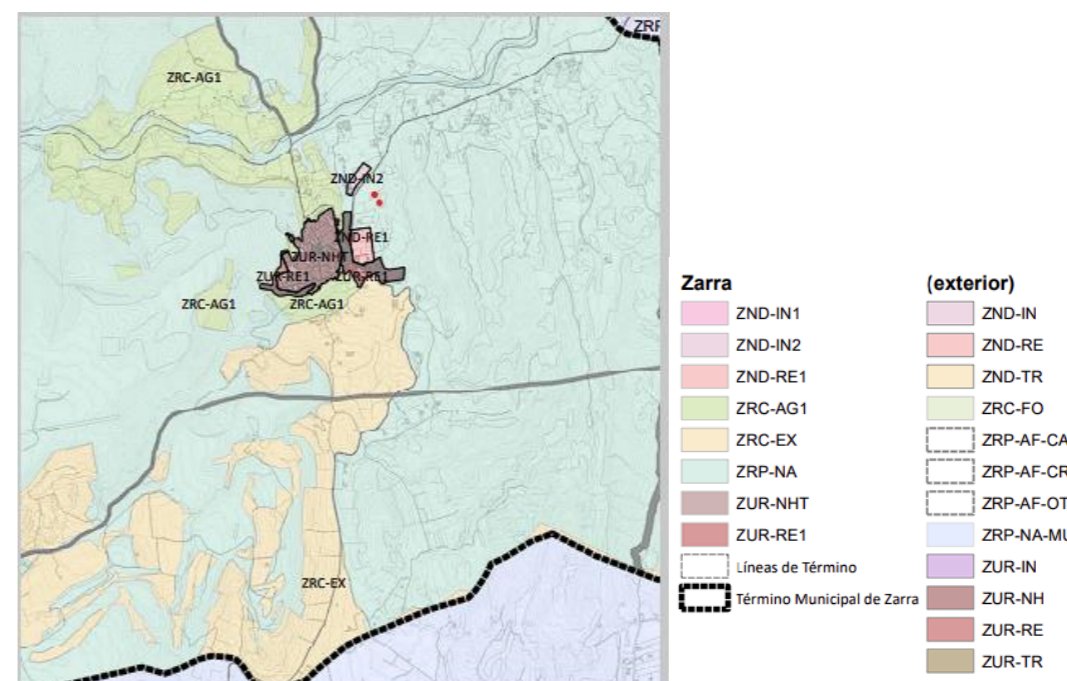 ZRP
ZRC-AG1
ZND-IN2
ZND-RE1
ZUR-NHT
ZUR-RE1
ZUR-RE1
ZRC-AG1
ZRC-AG1
ZRC-EX
Zarra
ZND-IN1
ZND-IN2
ZND-RE1
ZRC-AG1
ZRC-EX
ZRP-NA
ZUR-NHT
ZUR-RE1
Líneas de Término
Término Municipal de Zarra
(exterior)
ZND-IN
ZND-RE
ZND-TR
ZRC-FO
ZRP-AF-CA
ZRP-AF-CR
ZRP-AF-OT
ZRP-NA-MU
ZUR-IN
ZUR-NH
ZUR-RE
ZUR-TR